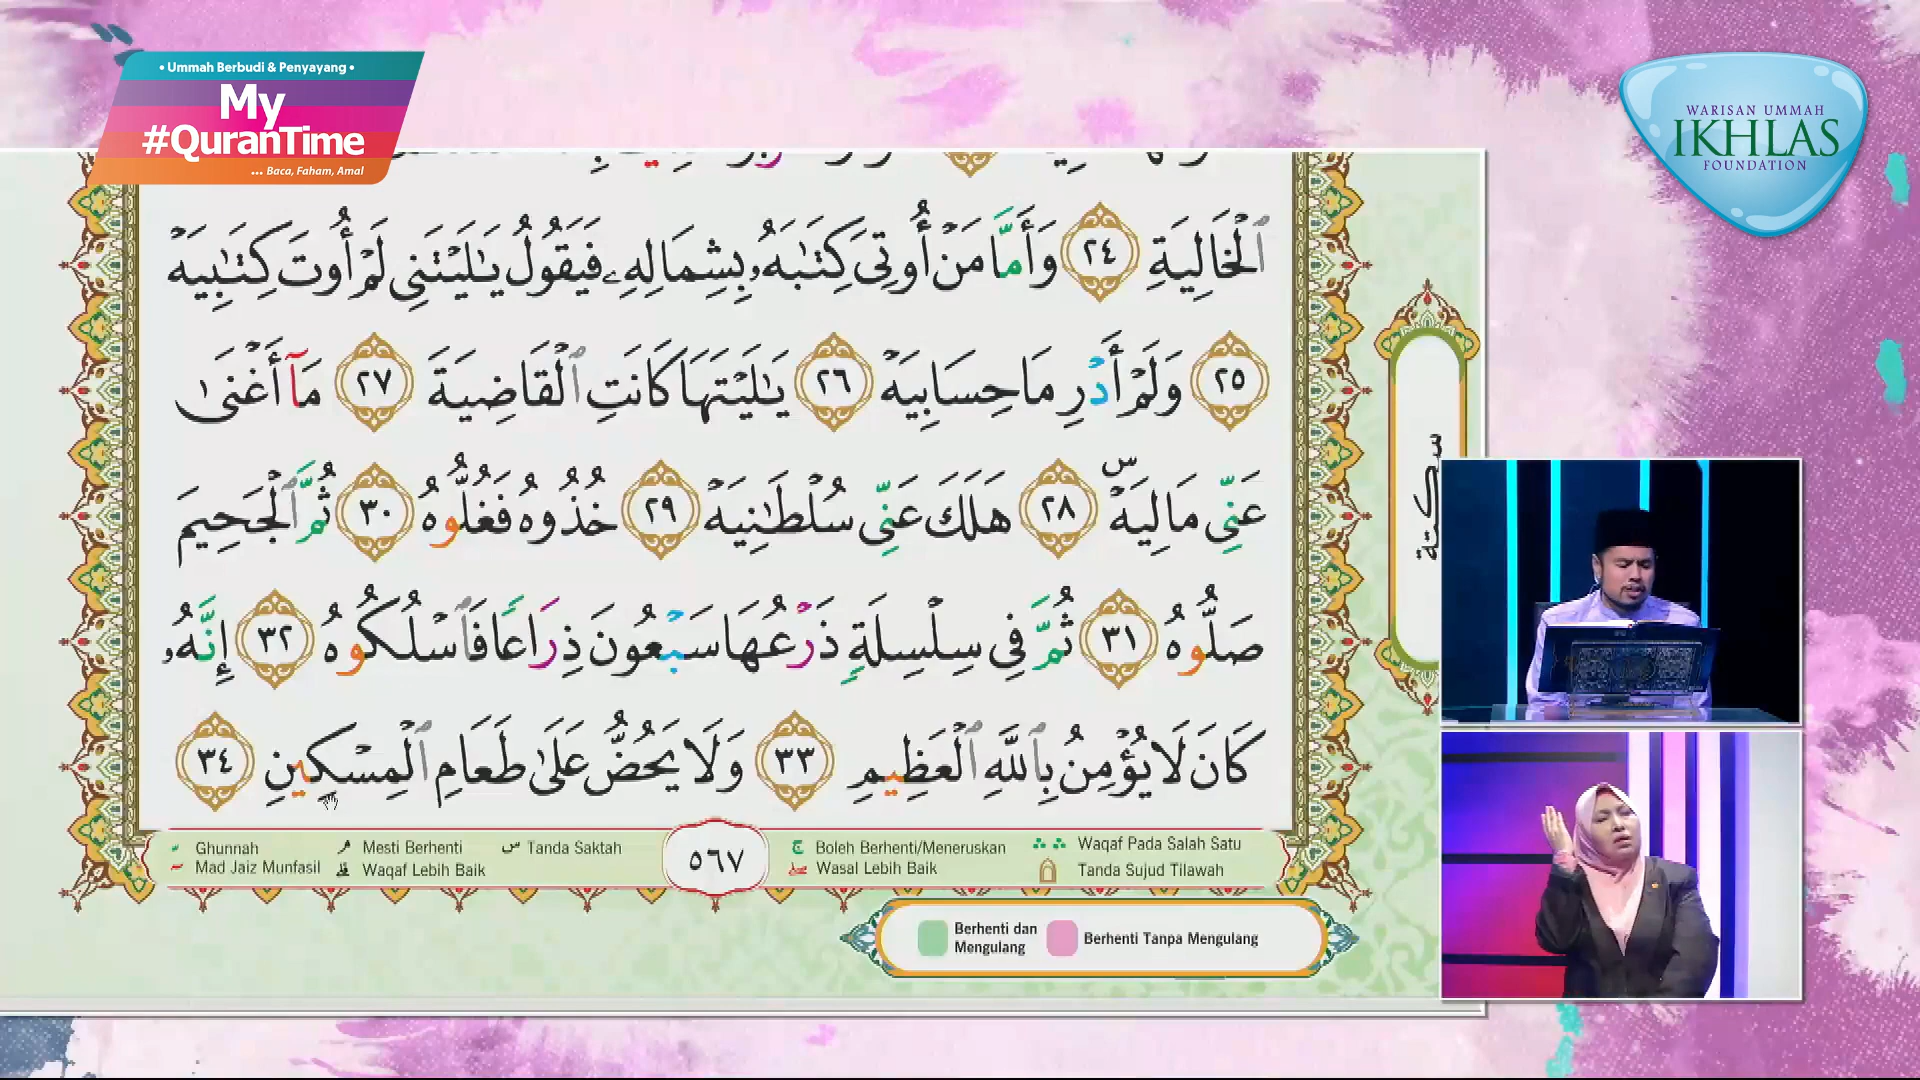 • Ummah Berbudi & Penyayang •
My
#QuranTime
... Baca, Faham, Amal
WARISAN UMMAH
IKHLAS
FOUNDATION
ٱلْخَالِيَةِ ٢٤ وَأَمَّا مَنْ أُوتِىَ كِتَٰبَهُۥ بِشِمَالِهِۦ فَيَقُولُ يَٰلَيْتَنِى لَمْ أُوتَ كِتَٰبِيَهْ
٢٥ وَلَمْ أَدْرِ مَا حِسَابِيَهْ ٢٦ يَٰلَيْتَهَا كَانَتِ ٱلْقَاضِيَةَ ٢٧ مَآ أَغْنَىٰ
عَنِّى مَالِيَهْۜ ٢٨ هَلَكَ عَنِّى سُلْطَٰنِيَهْ ٢٩ خُذُوهُ فَغُلُّوهُ ٣٠ ثُمَّ ٱلْجَحِيمَ
صَلُّوهُ ٣١ ثُمَّ فِى سِلْسِلَةٍ ذَرْعُهَا سَبْعُونَ ذِرَاعًا فَٱسْلُكُوهُ ٣٢ إِنَّهُۥ
كَانَ لَا يُؤْمِنُ بِٱللَّهِ ٱلْعَظِيمِ ٣٣ وَلَا يَحُضُّ عَلَىٰ طَعَامِ ٱلْمِسْكِينِ ٣٤
سكتة
Ghunnah
Mad Jaiz Munfasil
Mesti Berhenti
Waqaf Lebih Baik
س Tanda Saktah
٥٦٧
Boleh Berhenti/Meneruskan
Wasal Lebih Baik
Waqaf Pada Salah Satu
Tanda Sujud Tilawah
Berhenti dan
Mengulang
Berhenti Tanpa Mengulang